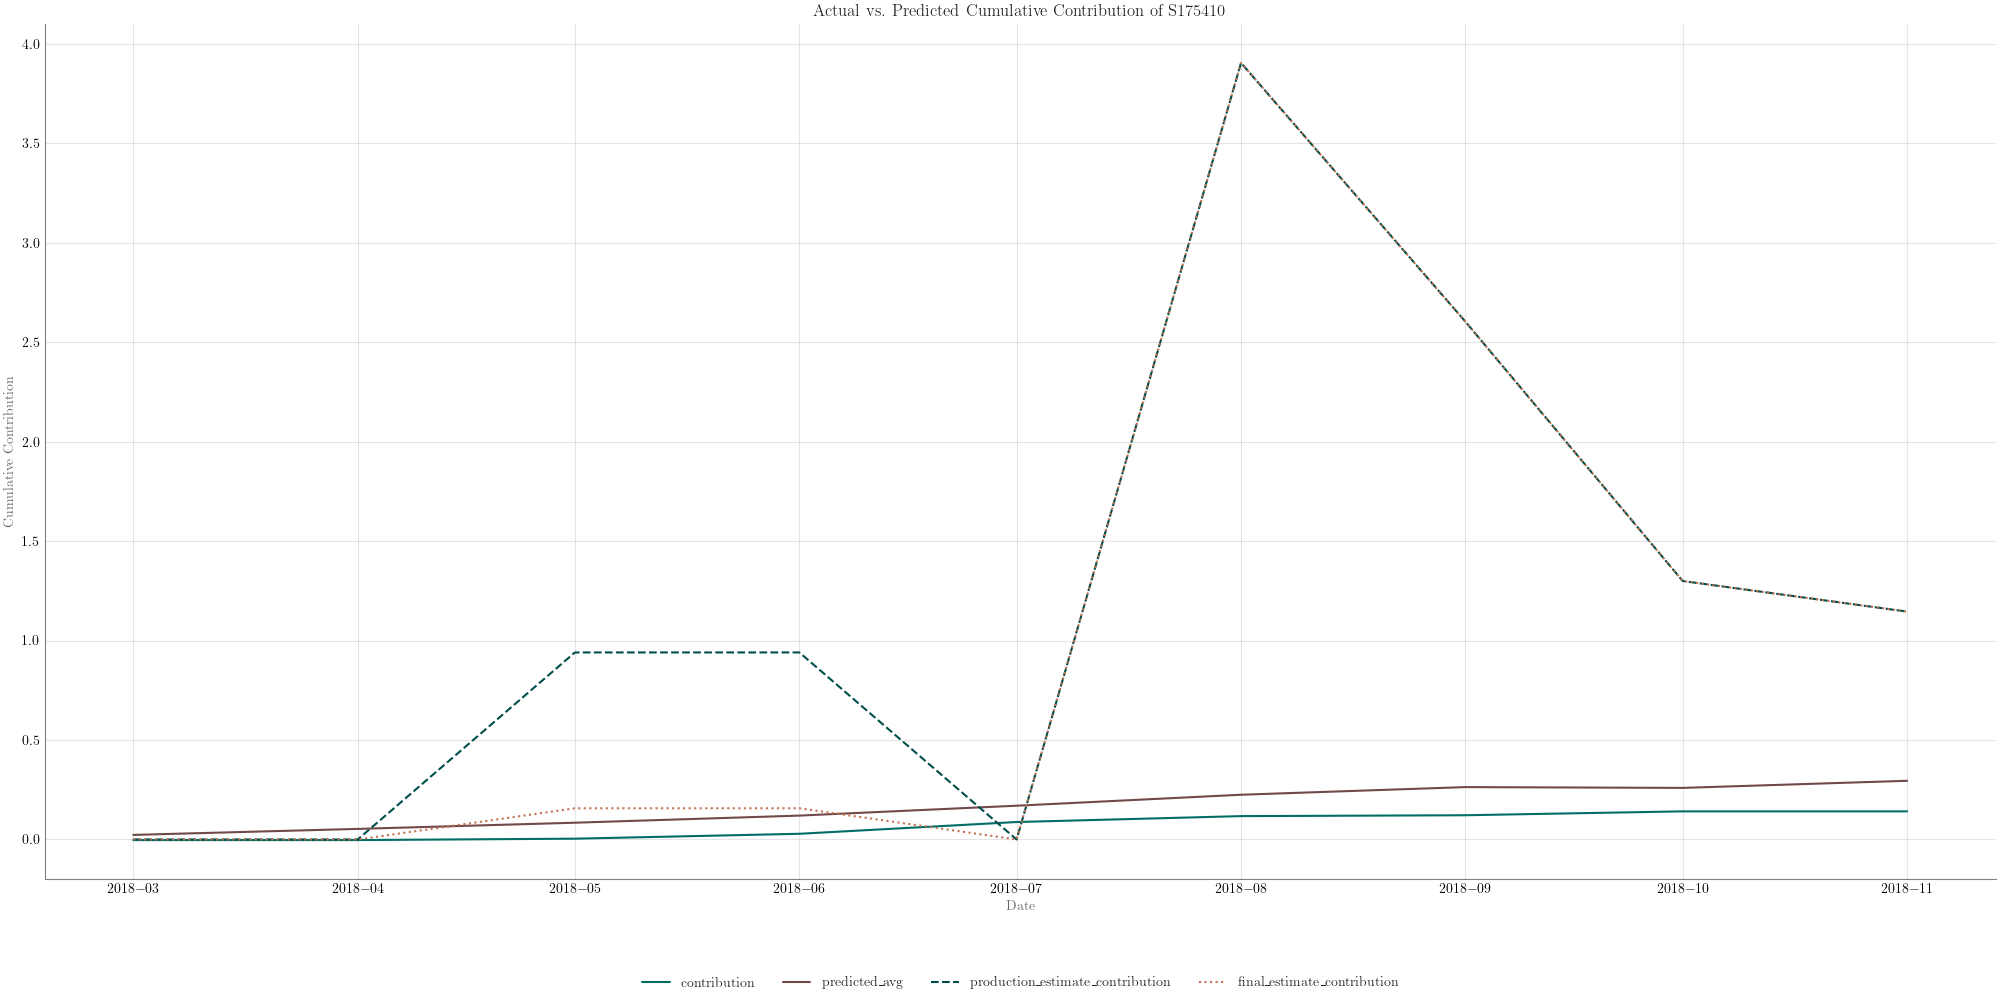 Actual vs. Predicted Cumulative Contribution of S175410
4.0
3.5
3.0
2.5
2.0
1.5
1.0
0.5
0.0
Cumulative Contribution
2018–03 2018–04 2018–05 2018–06 2018–07 2018–08 2018–09 2018–10 2018–11
Date
contribution predicted_avg production_estimate_contribution final_estimate_contribution